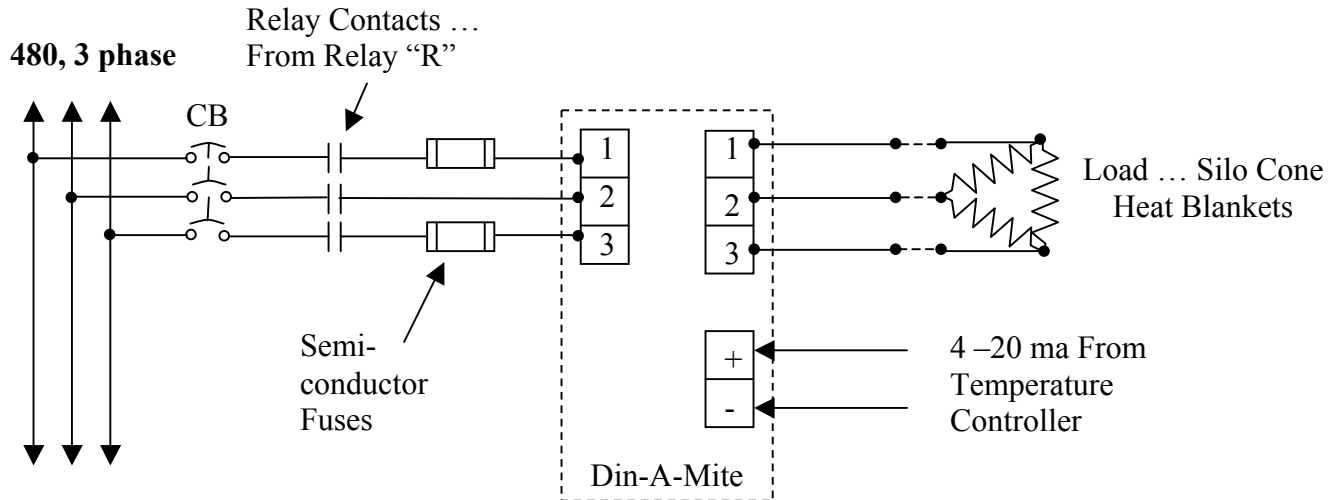 Relay Contacts …
From Relay “R”
480, 3 phase
CB
1
2
3
1
2
3
Load … Silo Cone
Heat Blankets
Semi-
conductor
Fuses
+
-
4 –20 ma From
Temperature
Controller
Din-A-Mite